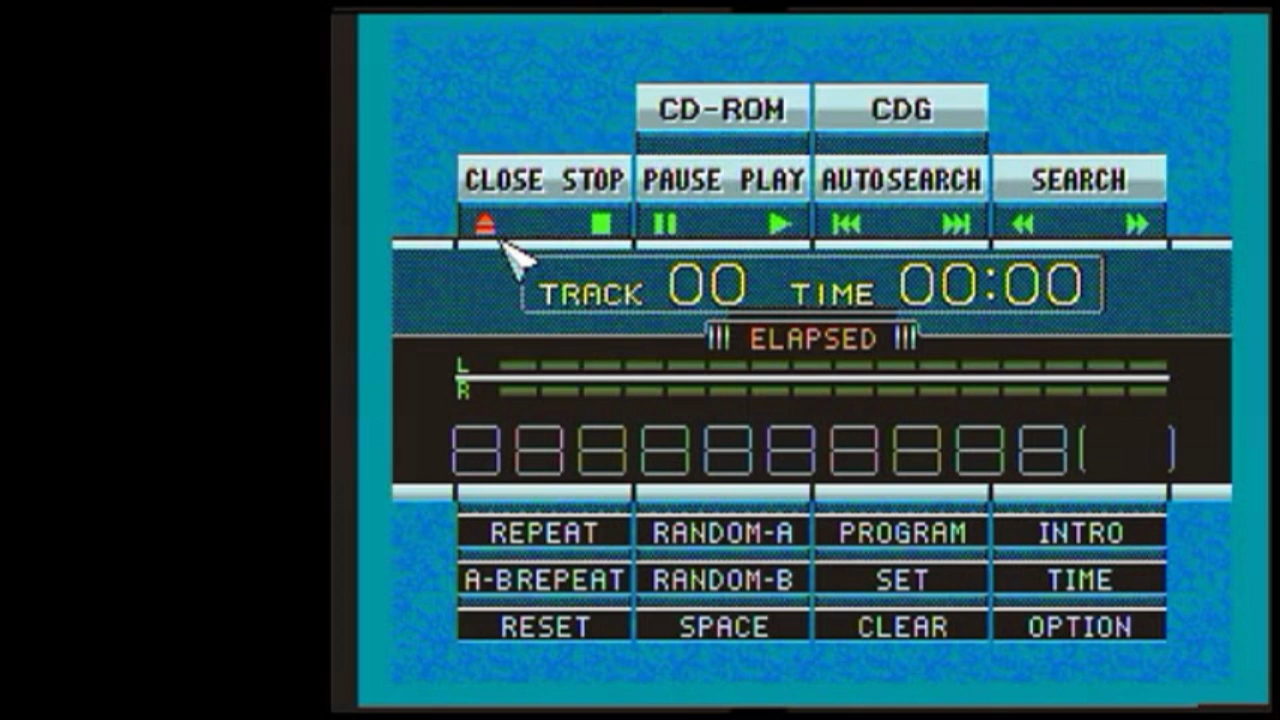 CD-ROM CDG
CLOSE STOP PAUSE PLAY AUTOSEARCH SEARCH
TRACK 00 TIME 00:00
ELAPSED
L
R
REPEAT RANDOM-A PROGRAM INTRO
A-BREPEAT RANDOM-B SET TIME
RESET SPACE CLEAR OPTION